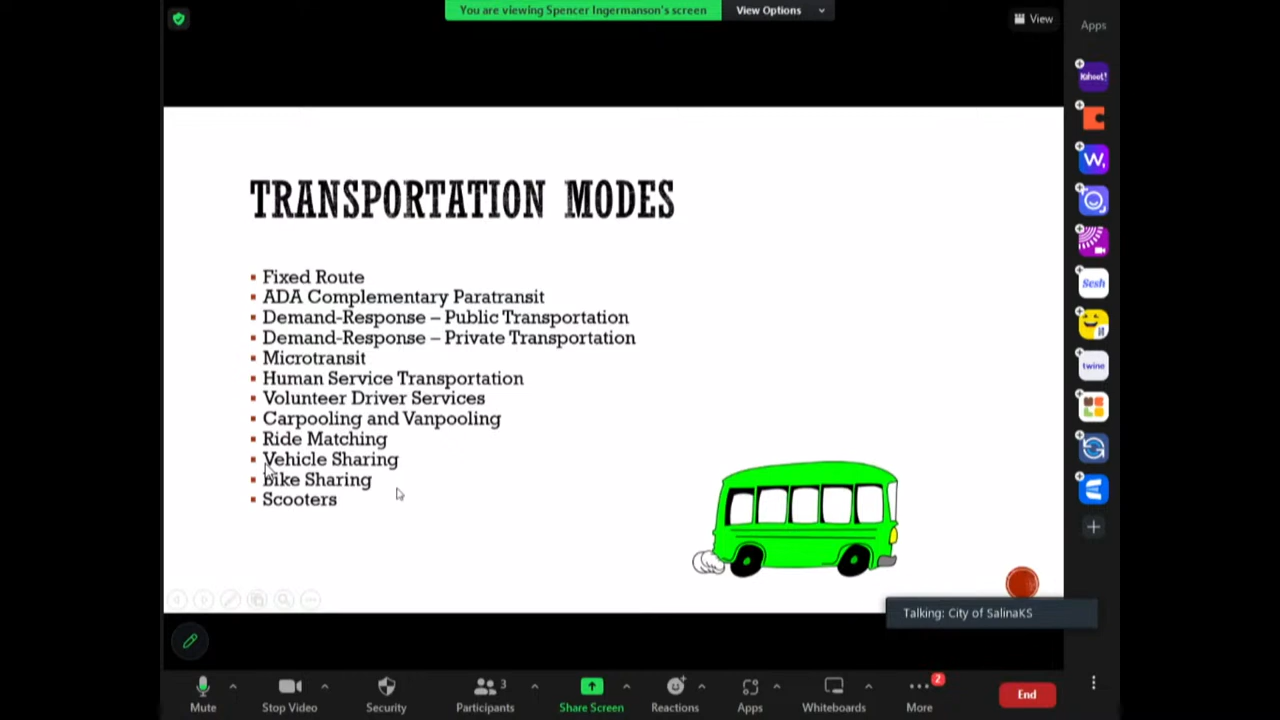 You are viewing Spencer Ingermanson's screen
View Options
View
Apps
Kahoot!
W,
TRANSPORTATION MODES
Fixed Route
ADA Complementary Paratransit
Demand-Response – Public Transportation
Demand-Response – Private Transportation
Microtransit
Human Service Transportation
Volunteer Driver Services
Carpooling and Vanpooling
Ride Matching
Vehicle Sharing
Bike Sharing
Scooters
Sesh
twine
Talking: City of SalinaKS
Mute
Stop Video
Security
3
Participants
Share Screen
Reactions
Apps
Whiteboards
2
More
End